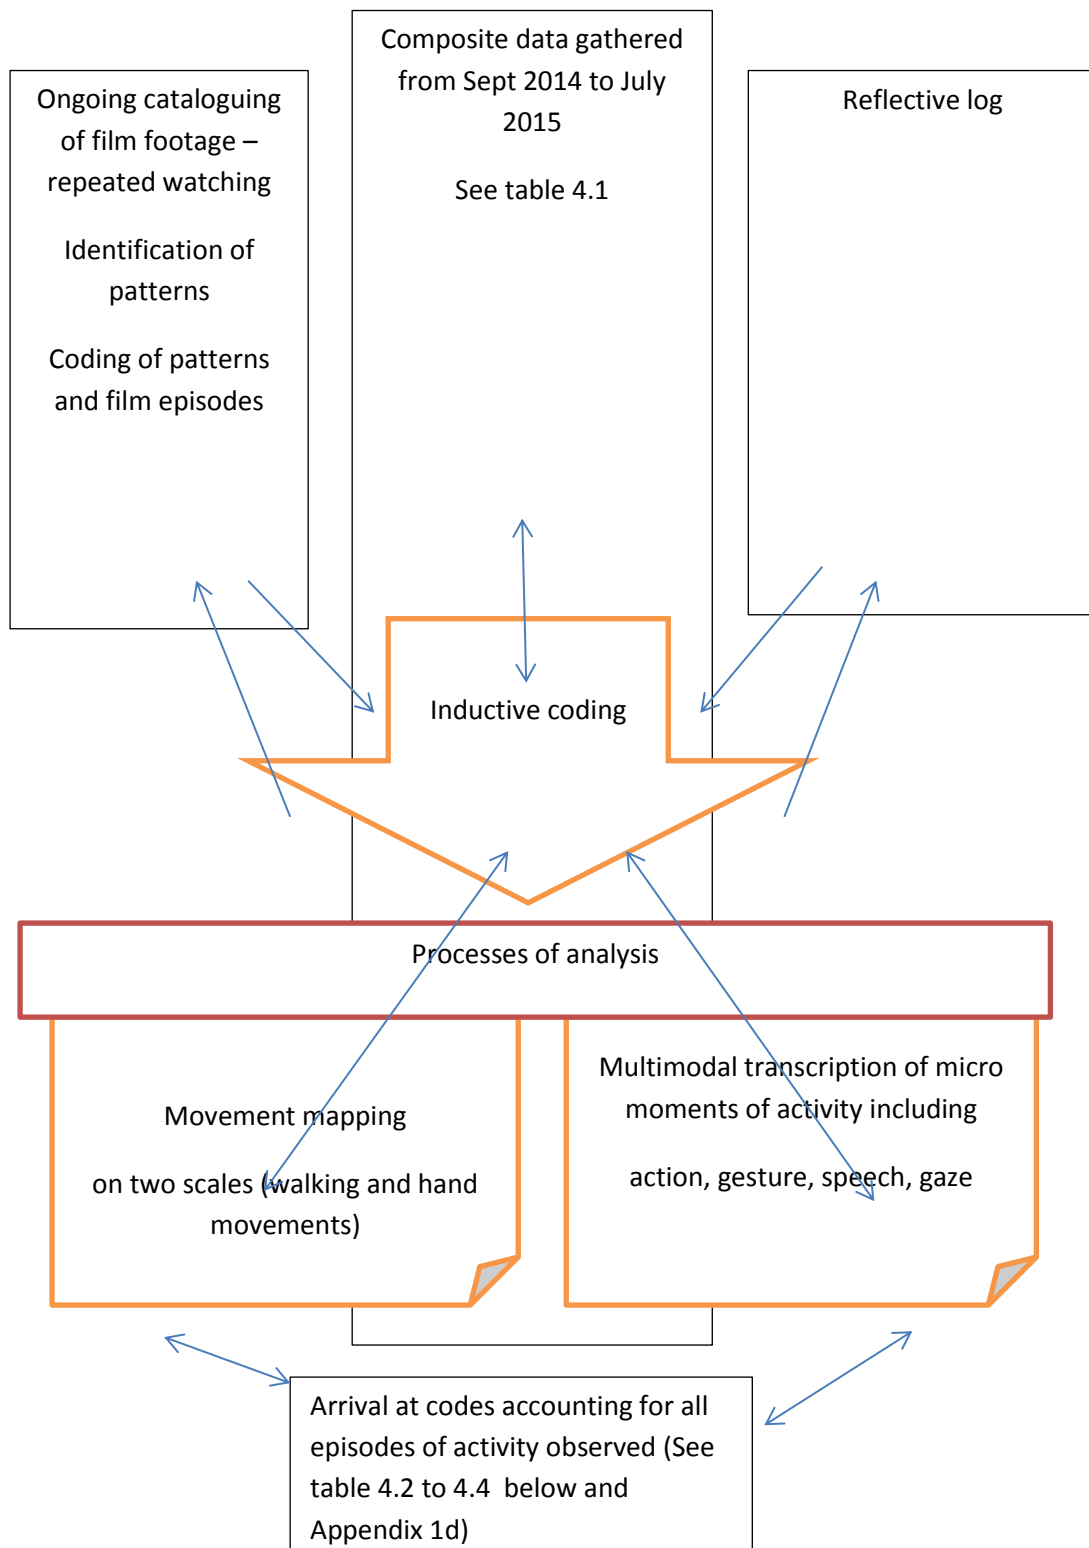 Ongoing cataguing
of film footage –
repeated watching
Identification of
patterns
Coding of patterns
and film episodes
Composite data gathered
from Sept 2014 to July
2015
See table 4.1
Reflective log
Inductive coding
Processes of analysis
Movement mapping
on two scales (walking and hand
movements)
Multimodal transcription of micro
moments of activity including
action, gesture, speech, gaze
Arrival at codes accounting for all
episodes of activity observed (See
table 4.2 to 4.4  below and
Appendix 1d)